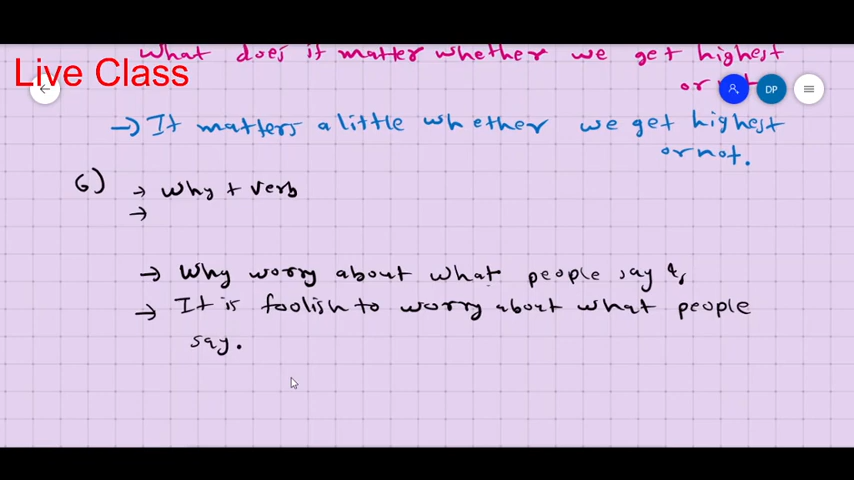 What does it matter whether we get highest
Live Class
or not
DP
→ It matters a little whether we get highest
or not.
6) → Why + verb
→
→ Why worry about what people say
→ It is foolish to worry about what people
say.